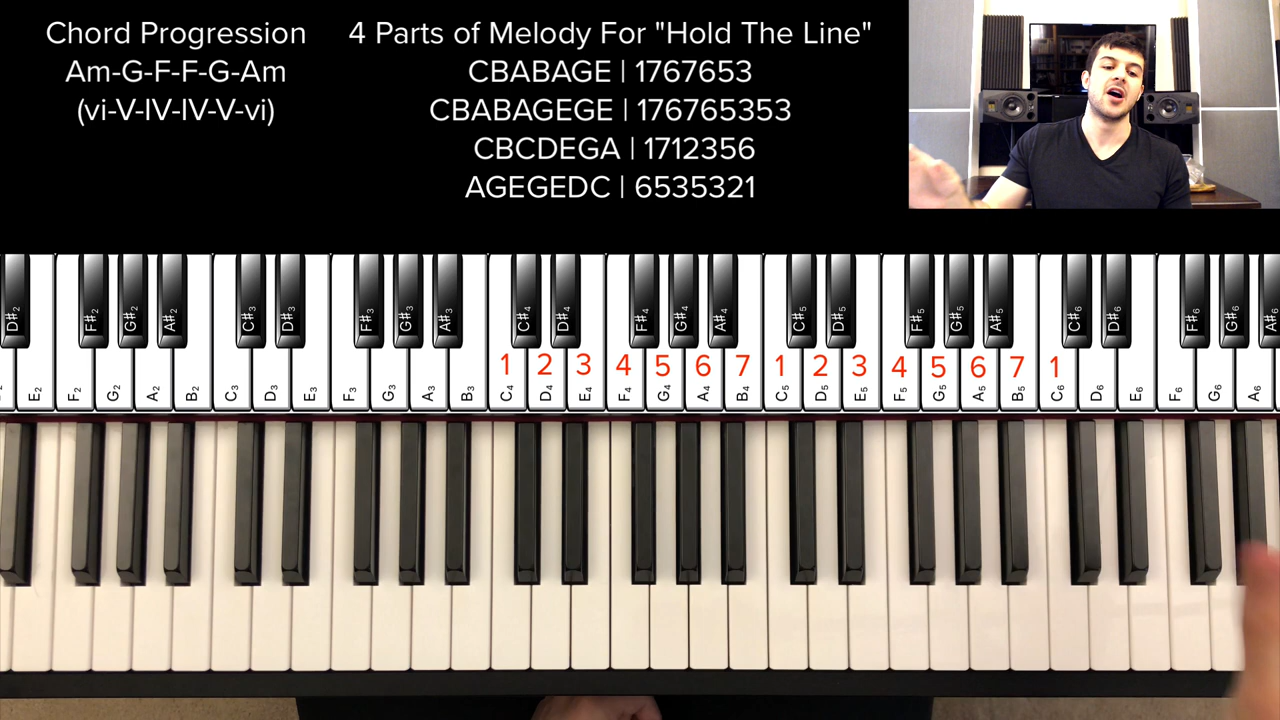 Chord Progression
Am-G-F-F-G-Am
(vi-V-IV-IV-V-vi)
4 Parts of Melody For "Hold The Line"
CBABAGE | 1767653
CBABAGEGE | 176765353
CBCDEGA | 1712356
AGEGEDC | 6535321
D#2 F#2 G#2 A#2 C#3 D#3 F#3 G#3 A#3 C#4 D#4 F#4 G#4 A#4 C#5 D#5 F#5 G#5 A#5 C#6 D#6 F#6 G#6 A#6
1 2 3 4 5 6 7 1 2 3 4 5 6 7 1
E2 F2 G2 A2 B2 C3 D3 E3 F3 G3 A3 B3 C4 D4 E4 F4 G4 A4 B4 C5 D5 E5 F5 G5 A5 B5 C6 D6 E6 F6 G6 A6